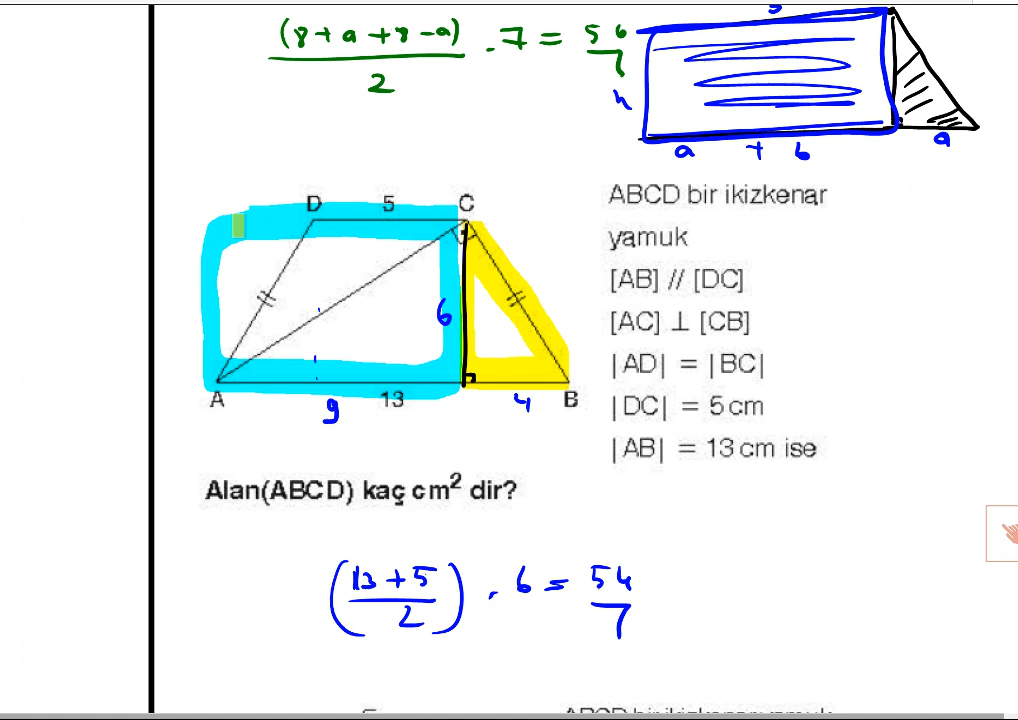 (8+a+8-a)/2 . 7 = 56
h
a + b
a
D 5 C
6
A 13 B
9 4
ABCD bir ikizkenar
yamuk
[AB] // [DC]
[AC] ⊥ [CB]
|AD| = |BC|
|DC| = 5 cm
|AB| = 13 cm ise
Alan(ABCD) kaç cm² dir?
(13+5/2) . 6 = 54